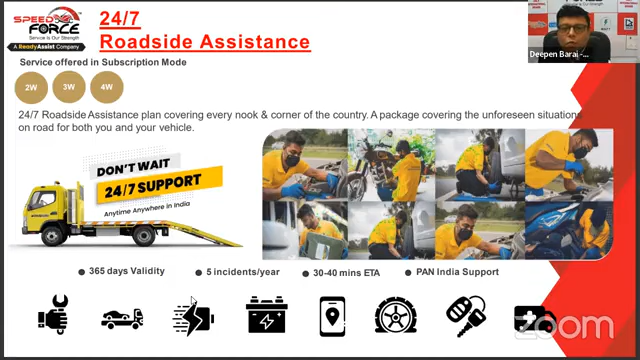 SPEED FORCE
Service Is Our Strength
A ReadyAssist Company
24/7
Roadside Assistance
Service offered in Subscription Mode
2W 3W 4W
24/7 Roadside Assistance plan covering every nook & corner of the country. A package covering the unforeseen situations
on road for both you and your vehicle.
DON'T WAIT
24/7 SUPPORT
Anytime Anywhere in India
365 days Validity
5 incidents/year
30-40 mins ETA
PAN India Support
Deepen Barai -...
zoom